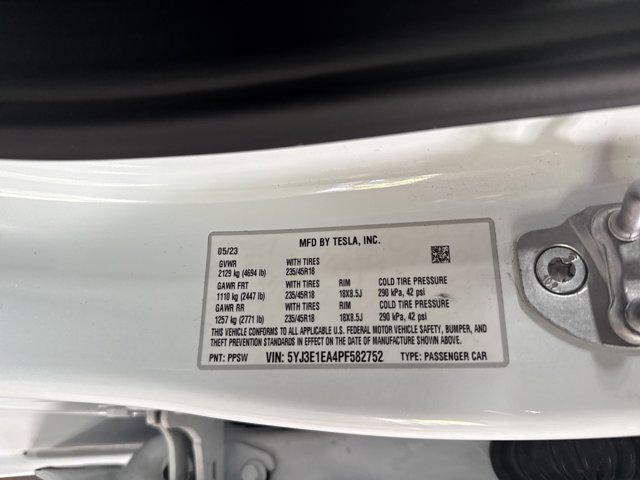 05/23 MFD BY TESLA, INC.
GVWR WITH TIRES
2129 kg (4694 lb) 235/45R18
GAWR FRT WITH TIRES RIM COLD TIRE PRESSURE
1110 kg (2447 lb) 235/45R18 18X8.5J 290 kPa, 42 psi
GAWR RR WITH TIRES RIM COLD TIRE PRESSURE
1257 kg (2771 lb) 235/45R18 18X8.5J 290 kPa, 42 psi
THIS VEHICLE CONFORMS TO ALL APPLICABLE U.S. FEDERAL MOTOR VEHICLE SAFETY, BUMPER, AND
THEFT PREVENTION STANDARDS IN EFFECT ON THE DATE OF MANUFACTURE SHOWN ABOVE.
PNT: PPSW VIN: 5YJ3E1EA4PF582752 TYPE: PASSENGER CAR